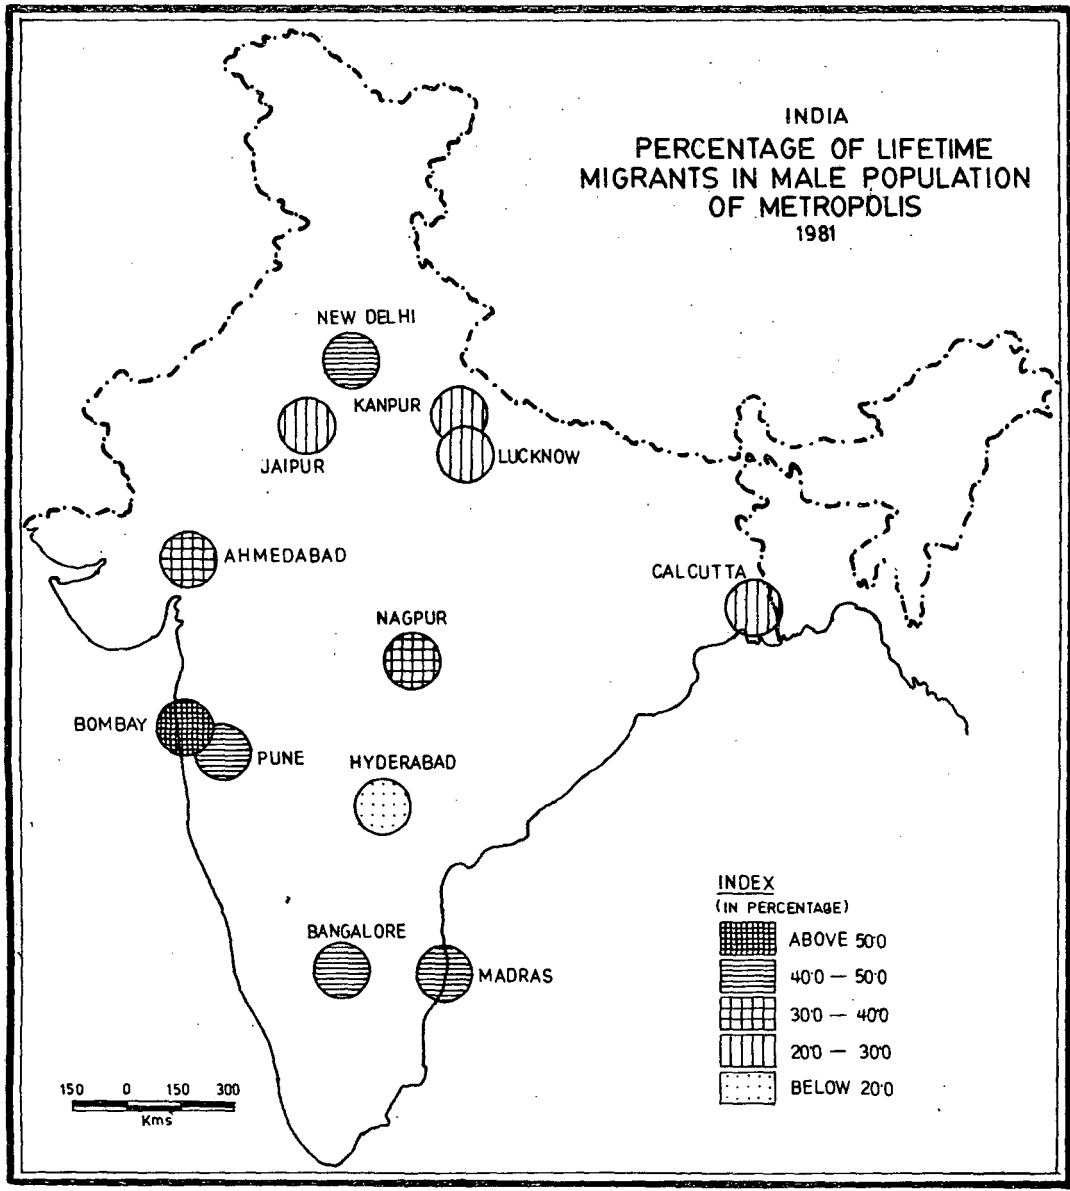 INDIA
PERCENTAGE OF LIFETIME
MIGRANTS IN MALE POPULATION
OF METROPOLIS
1981
NEW DELHI
KANPUR
JAIPUR
LUCKNOW
AHMEDABAD
CALCUTTA
NAGPUR
BOMBAY
PUNE
HYDERABAD
BANGALORE
MADRAS
INDEX
(IN PERCENTAGE)
ABOVE 50·0
40·0 — 50·0
30·0 — 40·0
20·0 — 30·0
BELOW 20·0
150 0 150 300
Kms